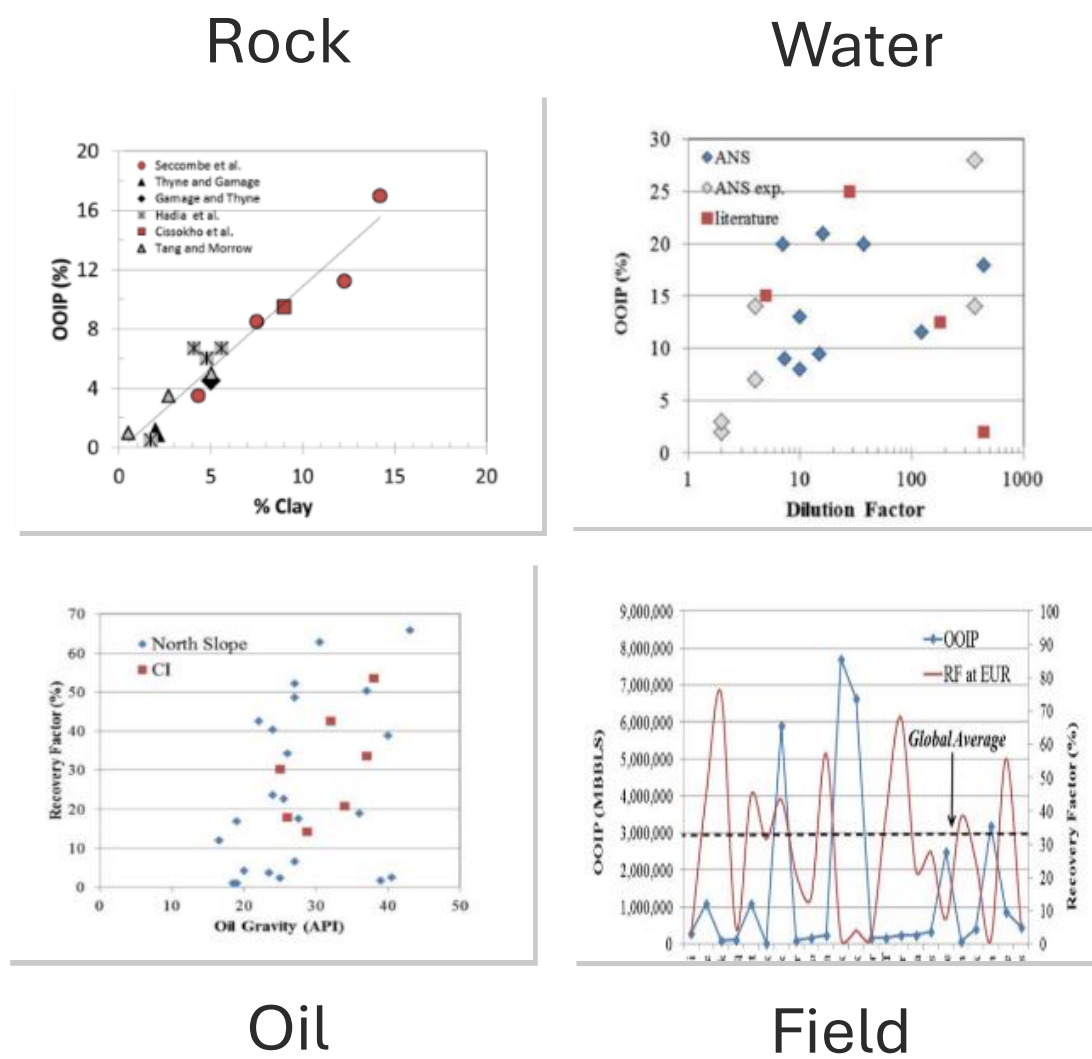 Rock
Water
20
16
12
8
4
0
OOIP (%)
Seccombe et al.
Thyne and Gamage
Gamage and Thyne
Hadia et al.
Cissokho et al.
Tang and Morrow
0 5 10 15 20
% Clay
30
25
20
15
10
5
0
OOIP (%)
ANS
ANS exp.
literature
1 10 100 1000
Dilution Factor
70
60
50
40
30
20
10
0
Recovery Factor (%)
North Slope
CI
0 10 20 30 40 50
Oil Gravity (API)
9,000,000
8,000,000
7,000,000
6,000,000
5,000,000
4,000,000
3,000,000
2,000,000
1,000,000
0
OOIP (MBBLS)
OOIP
RF at EUR
Global Average
100
90
80
70
60
50
40
30
20
10
0
Recovery Factor (%)
Oil
Field